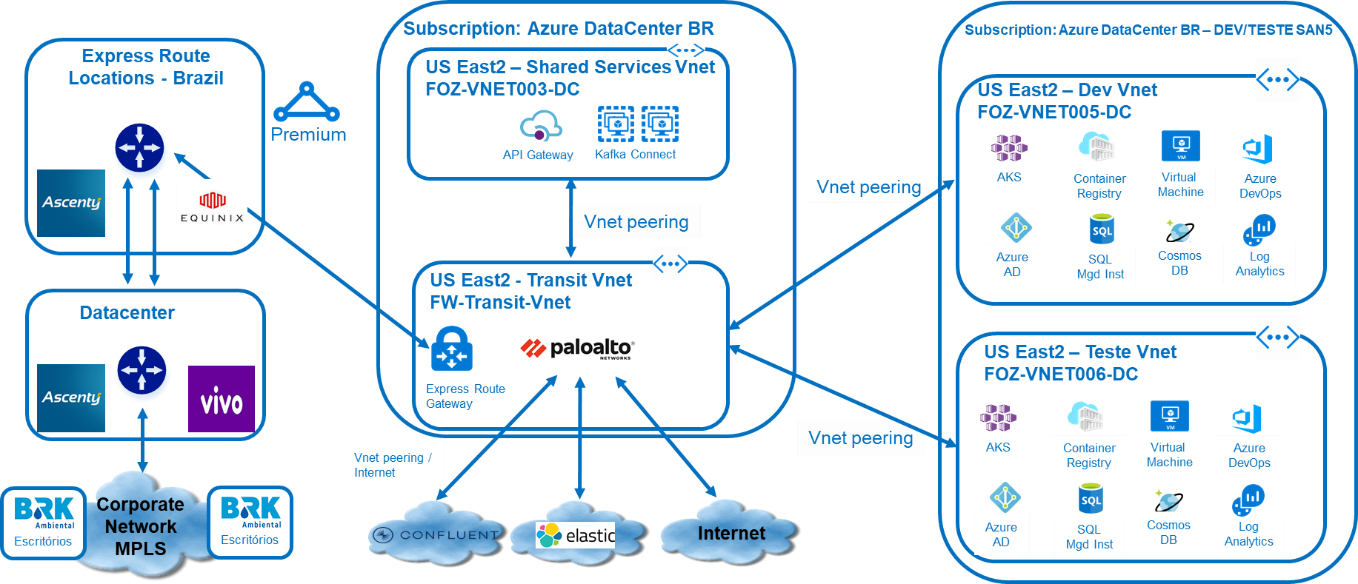 Express Route
Locations - Brazil
Ascenty
EQUINIX
Premium
Datacenter
Ascenty
vivo
BRK
Ambiental
Escritórios
Corporate
Network
MPLS
BRK
Ambiental
Escritórios
Subscription: Azure DataCenter BR
US East2 – Shared Services Vnet
FOZ-VNET003-DC
API Gateway
Kafka Connect
Vnet peering
US East2 - Transit Vnet
FW-Transit-Vnet
Express Route
Gateway
paloalto
NETWORKS
Vnet peering /
Internet
CONFLUENT
elastic
Internet
Vnet peering
Vnet peering
Subscription: Azure DataCenter BR – DEV/TESTE SAN5
US East2 – Dev Vnet
FOZ-VNET005-DC
AKS
Container
Registry
VM
Virtual
Machine
Azure
DevOps
Azure
AD
SQL
SQL
Mgd Inst
Cosmos
DB
Log
Analytics
US East2 – Teste Vnet
FOZ-VNET006-DC
AKS
Container
Registry
VM
Virtual
Machine
Azure
DevOps
Azure
AD
SQL
SQL
Mgd Inst
Cosmos
DB
Log
Analytics